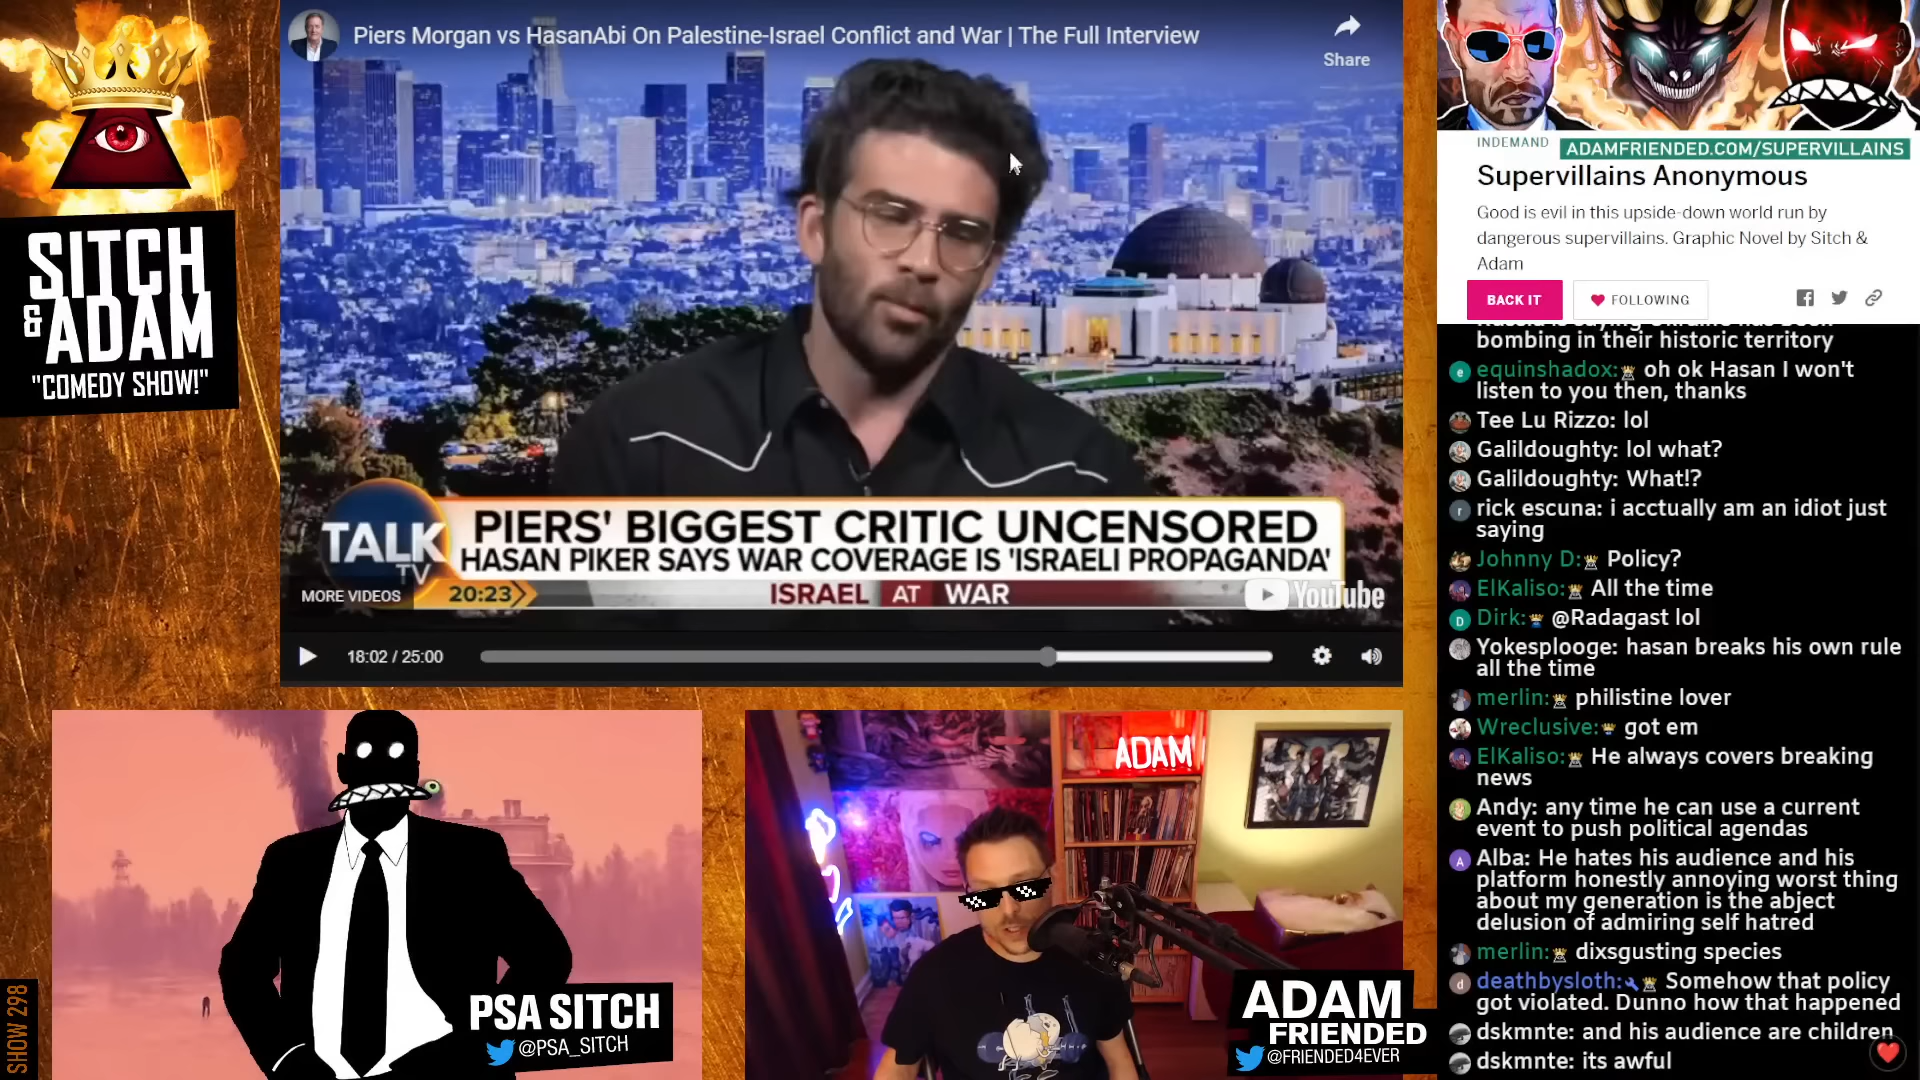 Piers Morgan vs HasanAbi On Palestine-Israel Conflict and War | The Full Interview
Share
SITCH
& ADAM
"COMEDY SHOW!"
TALK
TV
PIERS' BIGGEST CRITIC UNCENSORED
HASAN PIKER SAYS WAR COVERAGE IS 'ISRAELI PROPAGANDA'
MORE VIDEOS
20:23
ISRAEL AT WAR
YouTube
18:02 / 25:00
INDEMAND
ADAMFRIENDED.COM/SUPERVILLAINS
Supervillains Anonymous
Good is evil in this upside-down world run by
dangerous supervillains. Graphic Novel by Sitch &
Adam
BACK IT
FOLLOWING
bombing in their historic territory
equinshadox: oh ok Hasan I won't
listen to you then, thanks
Tee Lu Rizzo: lol
Galildoughty: lol what?
Galildoughty: What!?
rick escuna: i acctually am an idiot just
saying
Johnny D: Policy?
ElKaliso: All the time
Dirk: @Radagast lol
Yokesplooge: hasan breaks his own rule
all the time
merlin: philistine lover
Wreclusive: got em
ElKaliso: He always covers breaking
news
Andy: any time he can use a current
event to push political agendas
Alba: He hates his audience and his
platform honestly annoying worst thing
about my generation is the abject
delusion of admiring self hatred
merlin: dixsgusting species
deathbysloth: Somehow that policy
got violated. Dunno how that happened
dskmnte: and his audience are children
dskmnte: its awful
ADAM
PSA SITCH
@PSA_SITCH
ADAM
FRIENDED
@FRIENDED4EVER
SHOW 298